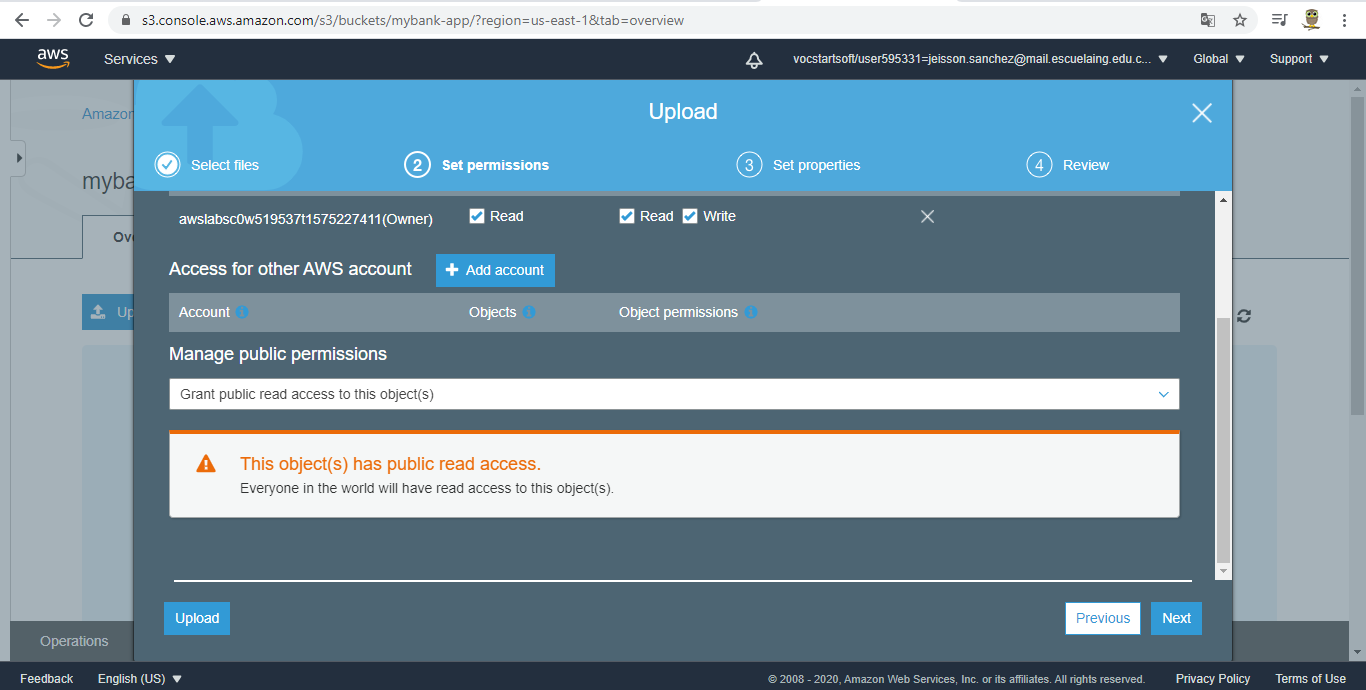 s3.console.aws.amazon.com/s3/buckets/mybank-app/?region=us-east-1&tab=overview
aws Services vocstartsoft/user595331=jeisson.sanchez@mail.escuelaing.edu.c... Global Support
Amazon
Upload
Select files 2 Set permissions 3 Set properties 4 Review
myba
awslabsc0w519537t1575227411(Owner) Read Read Write
Ov
Access for other AWS account + Add account
Up
Account Objects Object permissions
Manage public permissions
Grant public read access to this object(s)
This object(s) has public read access.
Everyone in the world will have read access to this object(s).
Upload Previous Next
Operations
Feedback English (US) © 2008 - 2020, Amazon Web Services, Inc. or its affiliates. All rights reserved. Privacy Policy Terms of Use